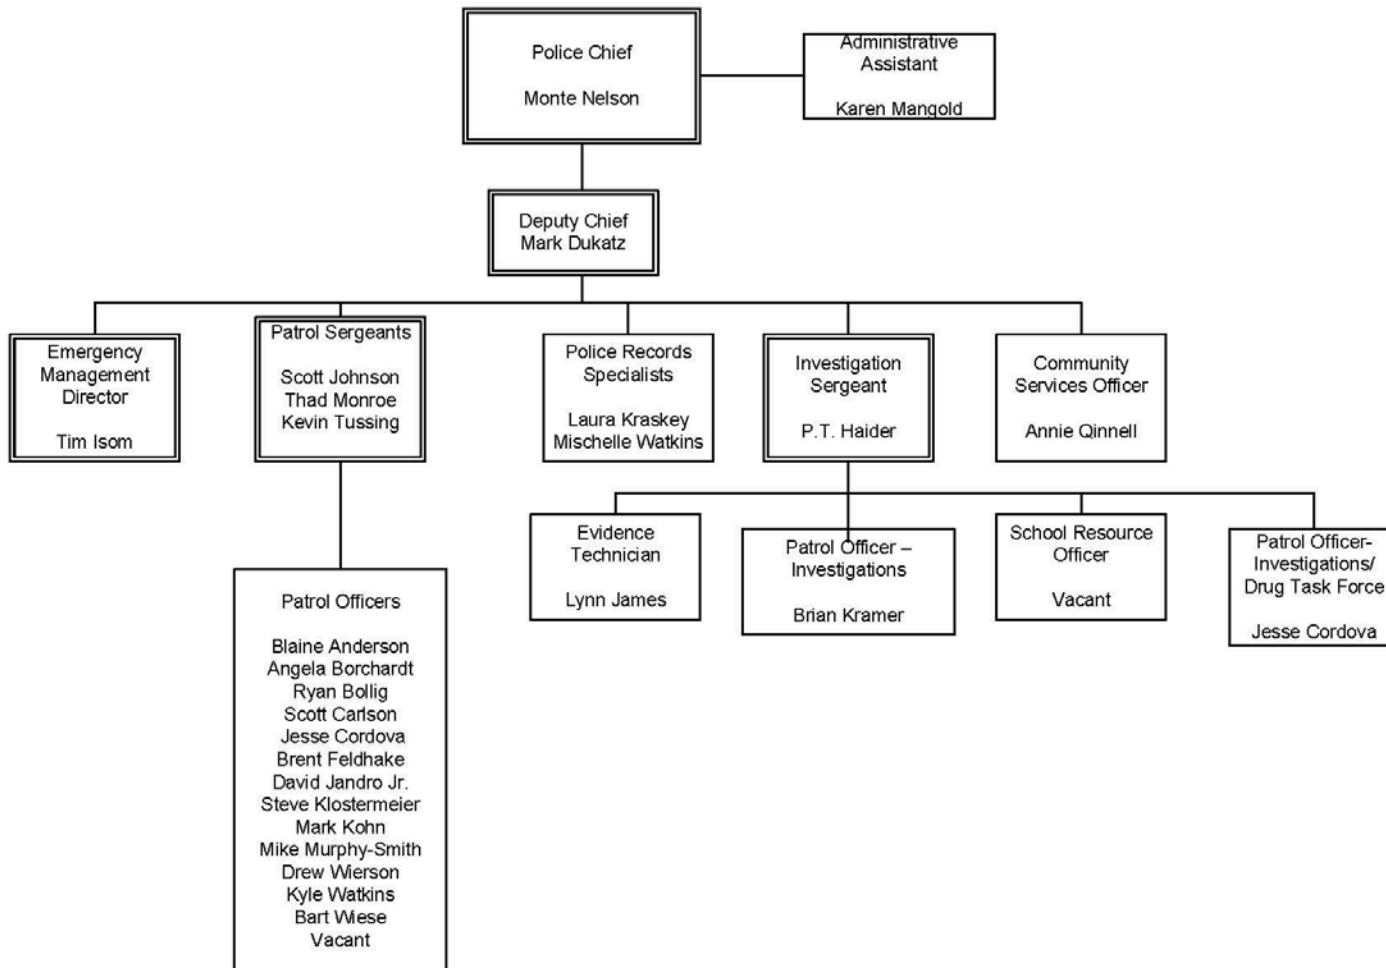 Police Chief
Monte Nelson
Administrative
Assistant
Karen Mangold
Deputy Chief
Mark Dukatz
Emergency
Management
Director
Tim Isom
Patrol Sergeants
Scott Johnson
Thad Monroe
Kevin Tussing
Police Records
Specialists
Laura Kraskey
Mischelle Watkins
Investigation
Sergeant
P.T. Haider
Community
Services Officer
Annie Qinnell
Evidence
Technician
Lynn James
Patrol Officer –
Investigations
Brian Kramer
School Resource
Officer
Vacant
Patrol Officer-
Investigations/
Drug Task Force
Jesse Cordova
Patrol Officers
Blaine Anderson
Angela Borchardt
Ryan Bollig
Scott Carlson
Jesse Cordova
Brent Feldhake
David Jandro Jr.
Steve Klostermeier
Mark Kohn
Mike Murphy-Smith
Drew Wierson
Kyle Watkins
Bart Wiese
Vacant